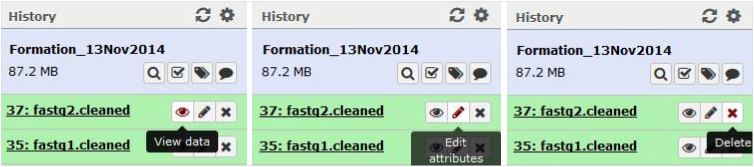 History
Formation_13Nov2014
87.2 MB
37: fastq2.cleaned
View data
35: fastq1.cleaned
History
Formation_13Nov2014
87.2 MB
37: fastq2.cleaned
35: fastq1.cleaned
Edit
attributes
History
Formation_13Nov2014
87.2 MB
37: fastq2.cleaned
Delete
35: fastq1.cleaned